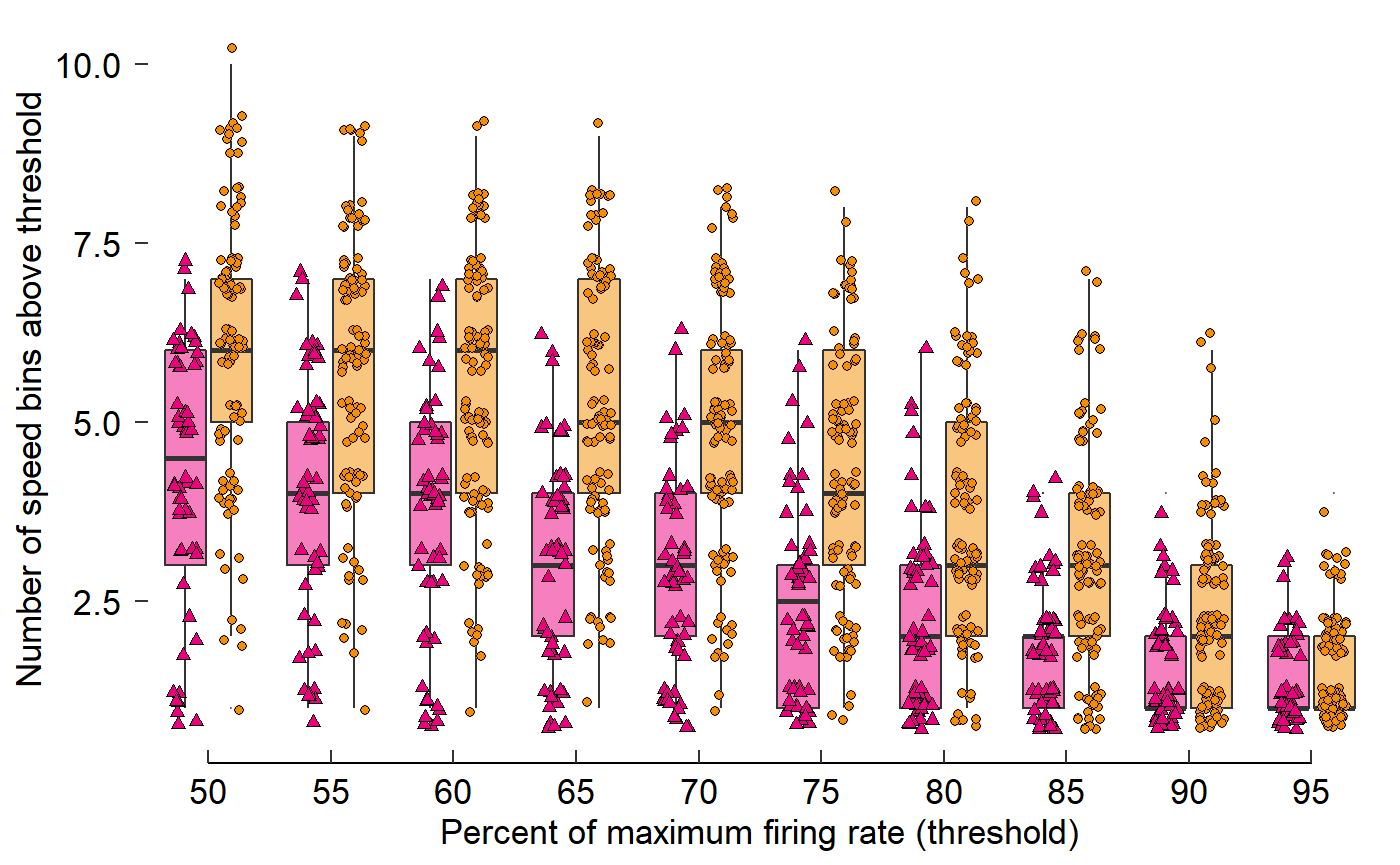 Number of speed bins above threshold
10.0
7.5
5.0
2.5
50 55 60 65 70 75 80 85 90 95
Percent of maximum firing rate (threshold)